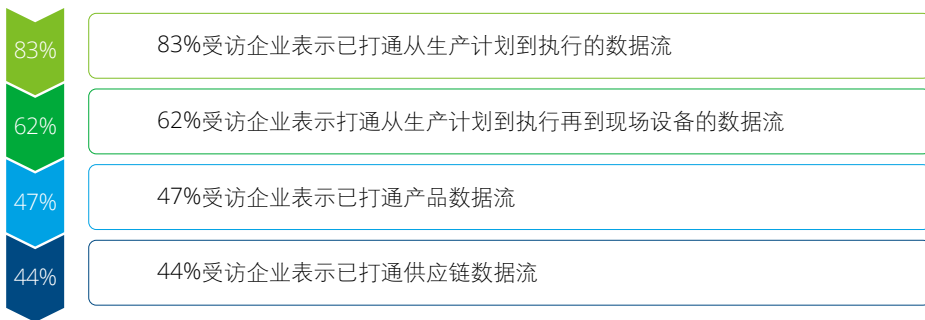 83%
83%受访企业表示已打通从生产计划到执行的数据流
62%
62%受访企业表示打通从生产计划到执行再到现场设备的数据流
47%
47%受访企业表示已打通产品数据流
44%
44%受访企业表示已打通供应链数据流